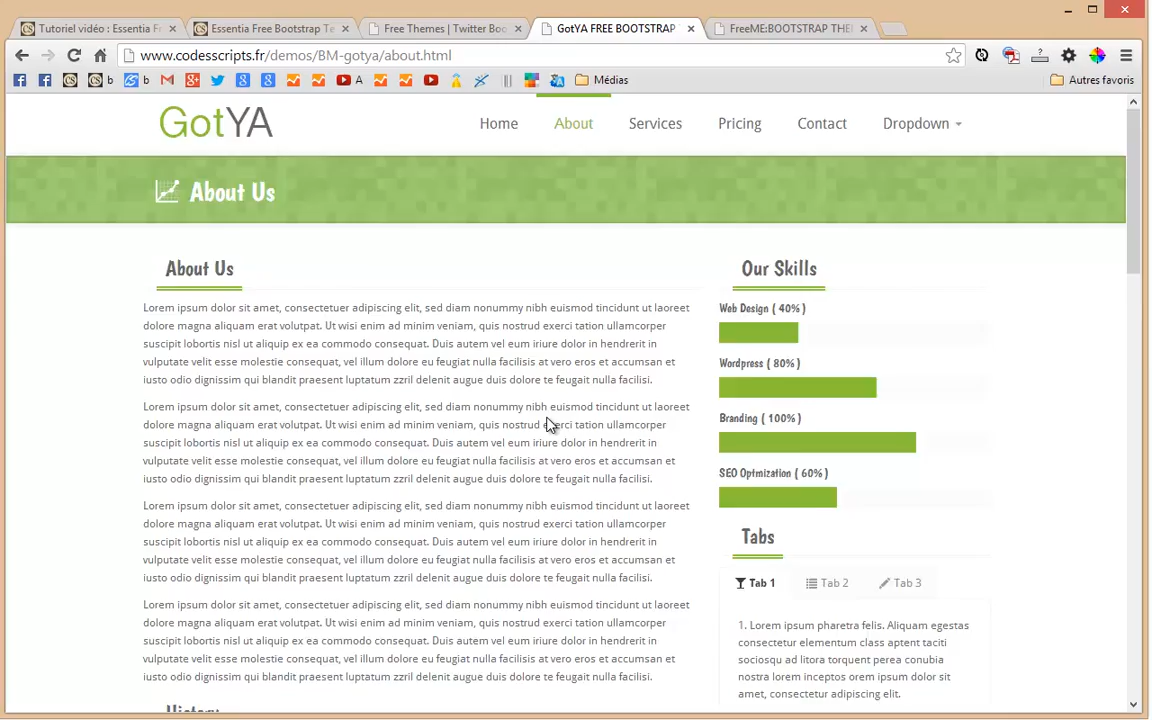 Tutoriel vidéo : Essentia Fr
Essentia Free Bootstrap Te
Free Themes | Twitter Boo
GotYA FREE BOOTSTRAP
FreeME:BOOTSTRAP THE
www.codesscripts.fr/demos/BM-gotya/about.html
b
b
A
Médias
Autres favoris
GotYA
Home
About
Services
Pricing
Contact
Dropdown
About Us
About Us
Lorem ipsum dolor sit amet, consectetuer adipiscing elit, sed diam nonummy nibh euismod tincidunt ut laoreet
dolore magna aliquam erat volutpat. Ut wisi enim ad minim veniam, quis nostrud exerci tation ullamcorper
suscipit lobortis nisl ut aliquip ex ea commodo consequat. Duis autem vel eum iriure dolor in hendrerit in
vulputate velit esse molestie consequat, vel illum dolore eu feugiat nulla facilisis at vero eros et accumsan et
iusto odio dignissim qui blandit praesent luptatum zzril delenit augue duis dolore te feugait nulla facilisi.
Lorem ipsum dolor sit amet, consectetuer adipiscing elit, sed diam nonummy nibh euismod tincidunt ut laoreet
dolore magna aliquam erat volutpat. Ut wisi enim ad minim veniam, quis nostrud exerci tation ullamcorper
suscipit lobortis nisl ut aliquip ex ea commodo consequat. Duis autem vel eum iriure dolor in hendrerit in
vulputate velit esse molestie consequat, vel illum dolore eu feugiat nulla facilisis at vero eros et accumsan et
iusto odio dignissim qui blandit praesent luptatum zzril delenit augue duis dolore te feugait nulla facilisi.
Lorem ipsum dolor sit amet, consectetuer adipiscing elit, sed diam nonummy nibh euismod tincidunt ut laoreet
dolore magna aliquam erat volutpat. Ut wisi enim ad minim veniam, quis nostrud exerci tation ullamcorper
suscipit lobortis nisl ut aliquip ex ea commodo consequat. Duis autem vel eum iriure dolor in hendrerit in
vulputate velit esse molestie consequat, vel illum dolore eu feugiat nulla facilisis at vero eros et accumsan et
iusto odio dignissim qui blandit praesent luptatum zzril delenit augue duis dolore te feugait nulla facilisi.
Lorem ipsum dolor sit amet, consectetuer adipiscing elit, sed diam nonummy nibh euismod tincidunt ut laoreet
dolore magna aliquam erat volutpat. Ut wisi enim ad minim veniam, quis nostrud exerci tation ullamcorper
suscipit lobortis nisl ut aliquip ex ea commodo consequat. Duis autem vel eum iriure dolor in hendrerit in
vulputate velit esse molestie consequat, vel illum dolore eu feugiat nulla facilisis at vero eros et accumsan et
iusto odio dignissim qui blandit praesent luptatum zzril delenit augue duis dolore te feugait nulla facilisi.
History
Our Skills
Web Design ( 40% )
Wordpress ( 80% )
Branding ( 100% )
SEO Optmization ( 60% )
Tabs
Tab 1
Tab 2
Tab 3
1. Lorem ipsum pharetra felis. Aliquam egestas
consectetur elementum class aptent taciti
sociosqu ad litora torquent perea conubia
nostra lorem inceptos orem ipsum dolor sit
amet, consectetur adipiscing elit.